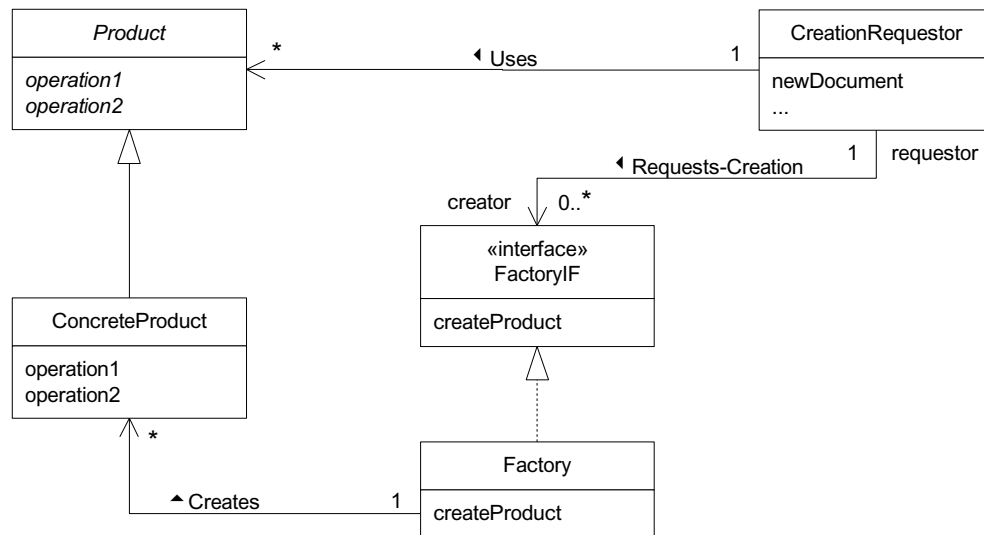 Product
operation1
operation2
*
Uses
1
CreationRequestor
newDocument
...
1
requestor
Requests-Creation
creator
0..*
«interface»
FactoryIF
createProduct
ConcreteProduct
operation1
operation2
*
Creates
1
Factory
createProduct